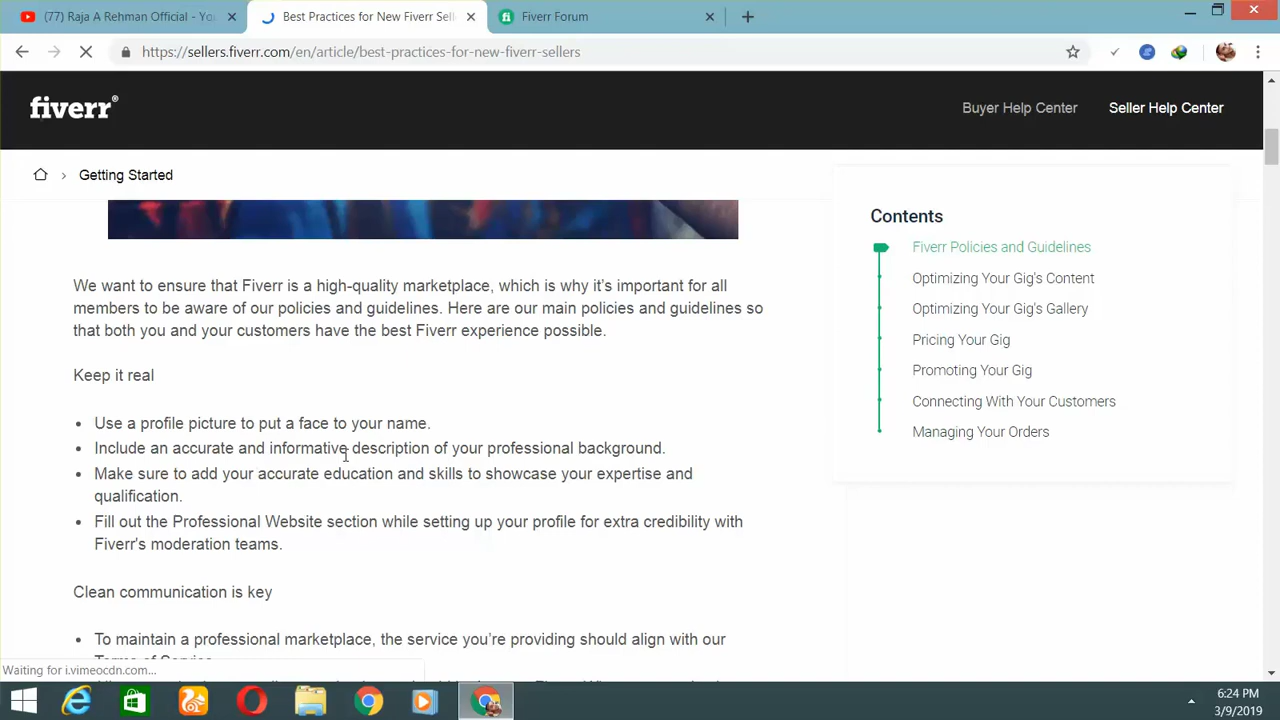 (77) Raja A Rehman Official - Yo
Best Practices for New Fiverr Sell
Fiverr Forum
https://sellers.fiverr.com/en/article/best-practices-for-new-fiverr-sellers
fiverr®
Buyer Help Center
Seller Help Center
Getting Started
We want to ensure that Fiverr is a high-quality marketplace, which is why it's important for all
members to be aware of our policies and guidelines. Here are our main policies and guidelines so
that both you and your customers have the best Fiverr experience possible.
Keep it real
Use a profile picture to put a face to your name.
Include an accurate and informative description of your professional background.
Make sure to add your accurate education and skills to showcase your expertise and
qualification.
Fill out the Professional Website section while setting up your profile for extra credibility with
Fiverr's moderation teams.
Clean communication is key
To maintain a professional marketplace, the service you're providing should align with our
Terms of Service
Contents
Fiverr Policies and Guidelines
Optimizing Your Gig's Content
Optimizing Your Gig's Gallery
Pricing Your Gig
Promoting Your Gig
Connecting With Your Customers
Managing Your Orders
Waiting for i.vimeocdn.com...
6:24 PM
3/9/2019